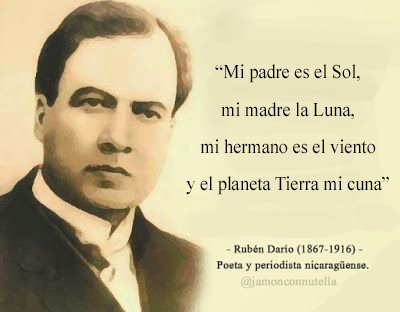 “Mi padre es el Sol,
mi madre la Luna,
mi hermano es el viento
y el planeta Tierra mi cuna”
- Rubén Darío (1867-1916) -
Poeta y periodista nicaragüense.
@jamonconnutella